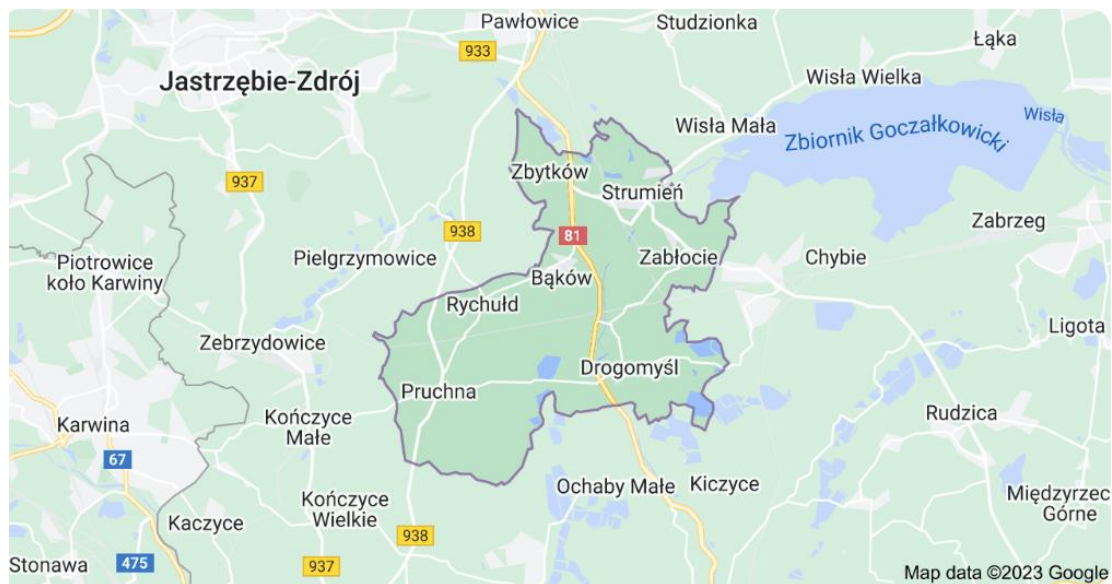 Pawłowice
Studzionka
Łąka
933
Jastrzębie-Zdrój
Wisła Wielka
Wisła
Wisła Mała
Zbiornik Goczałkowicki
Zbytków
937
Strumień
Zabrzeg
938
81
Piotrowice
koło Karwiny
Pielgrzymowice
Zabłocie
Chybie
Bąków
Rychułd
Ligota
Zebrzydowice
Drogomyśl
Pruchna
Kończyce
Małe
Rudzica
Karwina
67
Ochaby Małe
Kiczyce
Kończyce
Wielkie
Międzyrzec
Górne
Kaczyce
938
Stonawa
475
937
Map data ©2023 Google